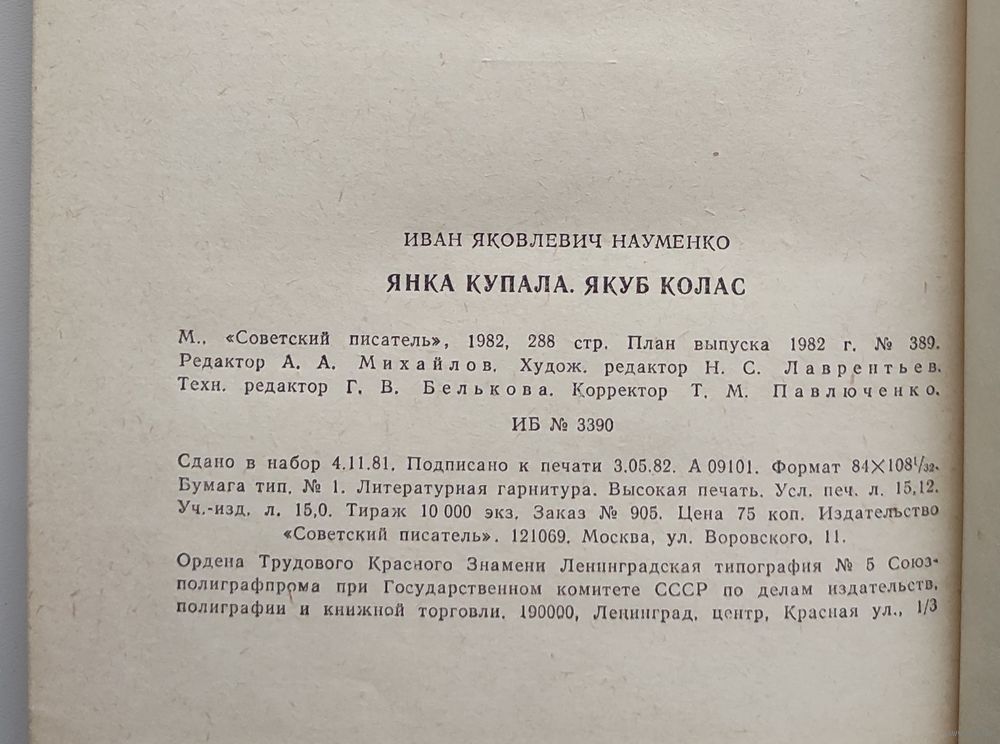 ИВАН ЯКОВЛЕВИЧ НАУМЕНКО
ЯНКА КУПАЛА. ЯКУБ КОЛАС
М., «Советский писатель», 1982, 288 стр. План выпуска 1982 г. № 389.
Редактор А. А. Михайлов. Худож. редактор Н. С. Лаврентьев.
Техн. редактор Г. В. Белькова. Корректор Т. М. Павлюченко.
ИБ № 3390
Сдано в набор 4.11.81. Подписано к печати 3.05.82. А 09101. Формат 84×108¹/₃₂.
Бумага тип. № 1. Литературная гарнитура. Высокая печать. Усл. печ. л. 15,12.
Уч.-изд. л. 15,0. Тираж 10 000 экз. Заказ № 905. Цена 75 коп. Издательство
«Советский писатель». 121069. Москва, ул. Воровского, 11.
Ордена Трудового Красного Знамени Ленинградская типография № 5 Союз-
полиграфпрома при Государственном комитете СССР по делам издательств,
полиграфии и книжной торговли. 190000, Ленинград, центр, Красная ул., 1/3